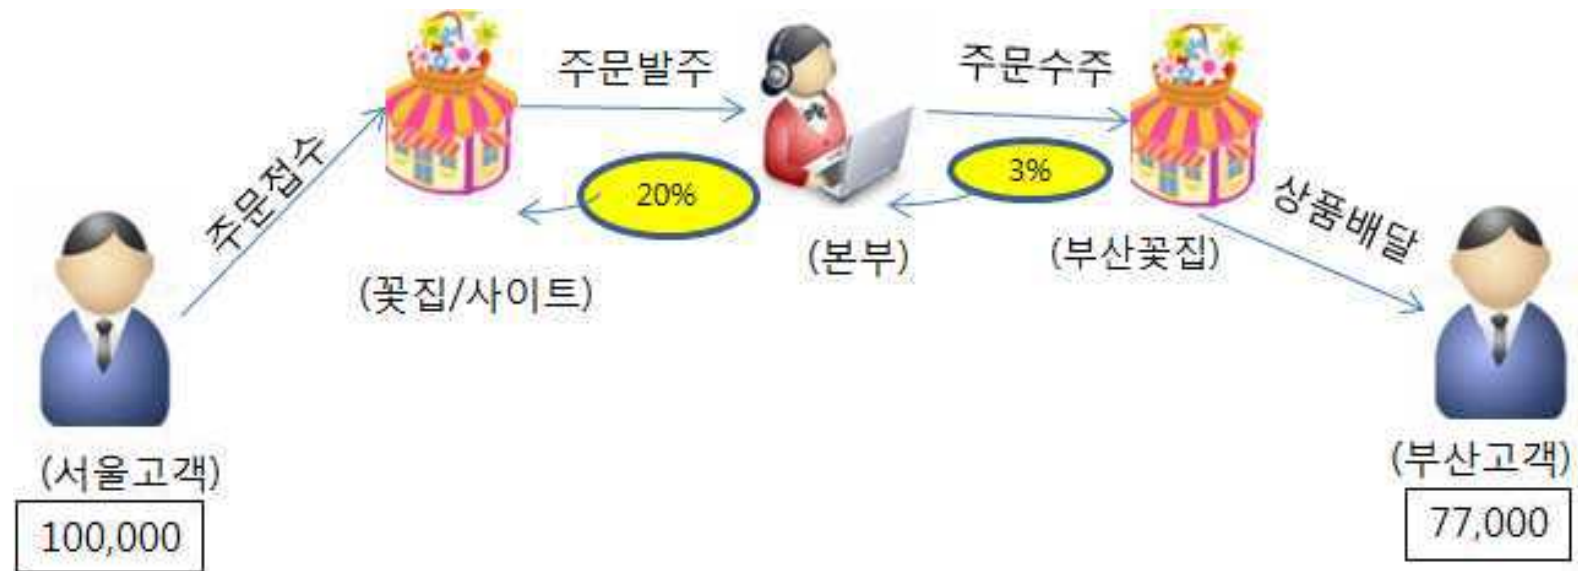 주문발주
주문수주
주문접수
20%
3%
상품배달
(꽃집/사이트)
(본부)
(부산꽃집)
(서울고객)
100,000
(부산고객)
77,000